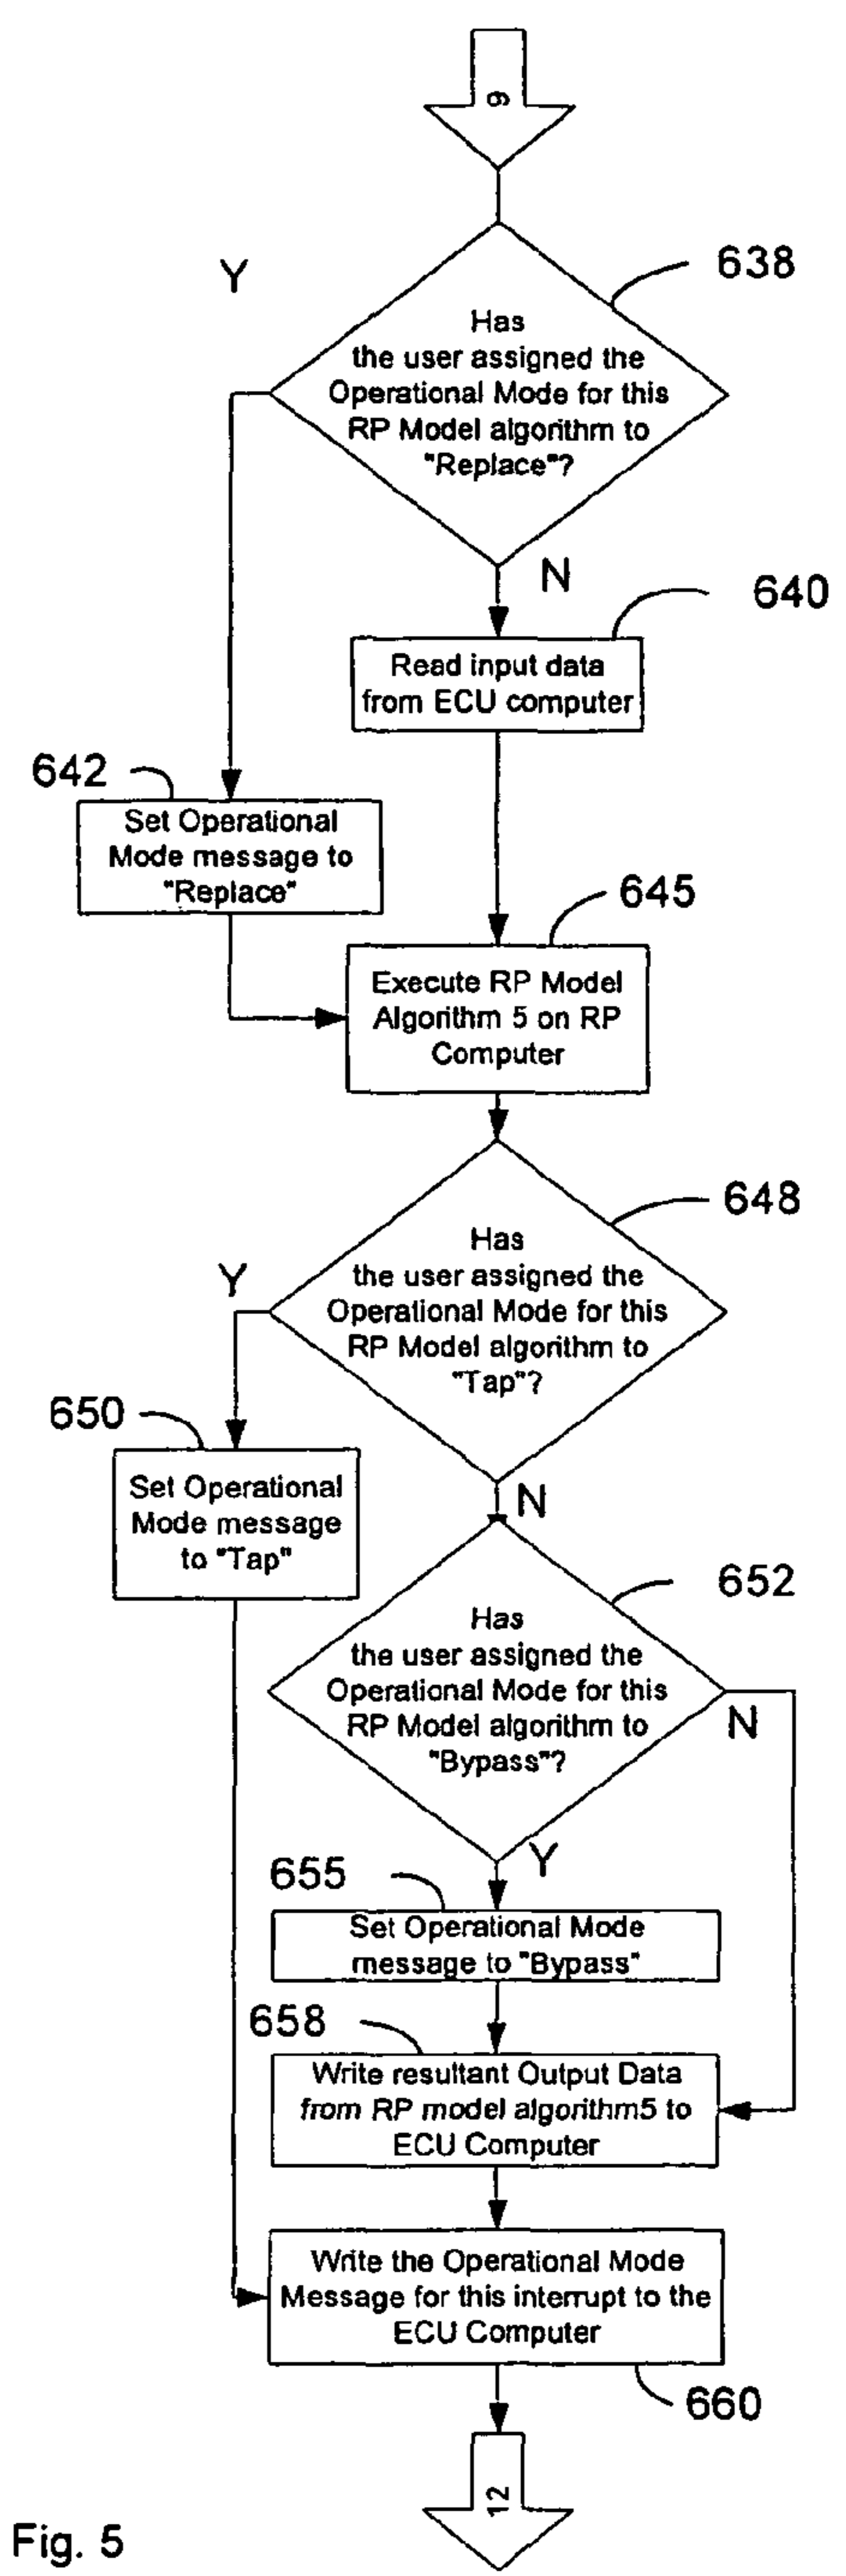 9
Y
638
Has
the user assigned the
Operational Mode for this
RP Model algorithm to
"Replace"?
N
640
Read input data
from ECU computer
642
Set Operational
Mode message to
"Replace"
645
Execute RP Model
Algorithm 5 on RP
Computer
648
Y
Has
the user assigned the
Operational Mode for this
RP Model algorithm to
"Tap"?
650
Set Operational
Mode message
to "Tap"
N
652
Has
the user assigned the
Operational Mode for this
RP Model algorithm to
"Bypass"?
N
Y
655
Set Operational Mode
message to "Bypass"
658
Write resultant Output Data
from RP model algorithm5 to
ECU Computer
Write the Operational Mode
Message for this interrupt to the
ECU Computer
660
12
Fig. 5